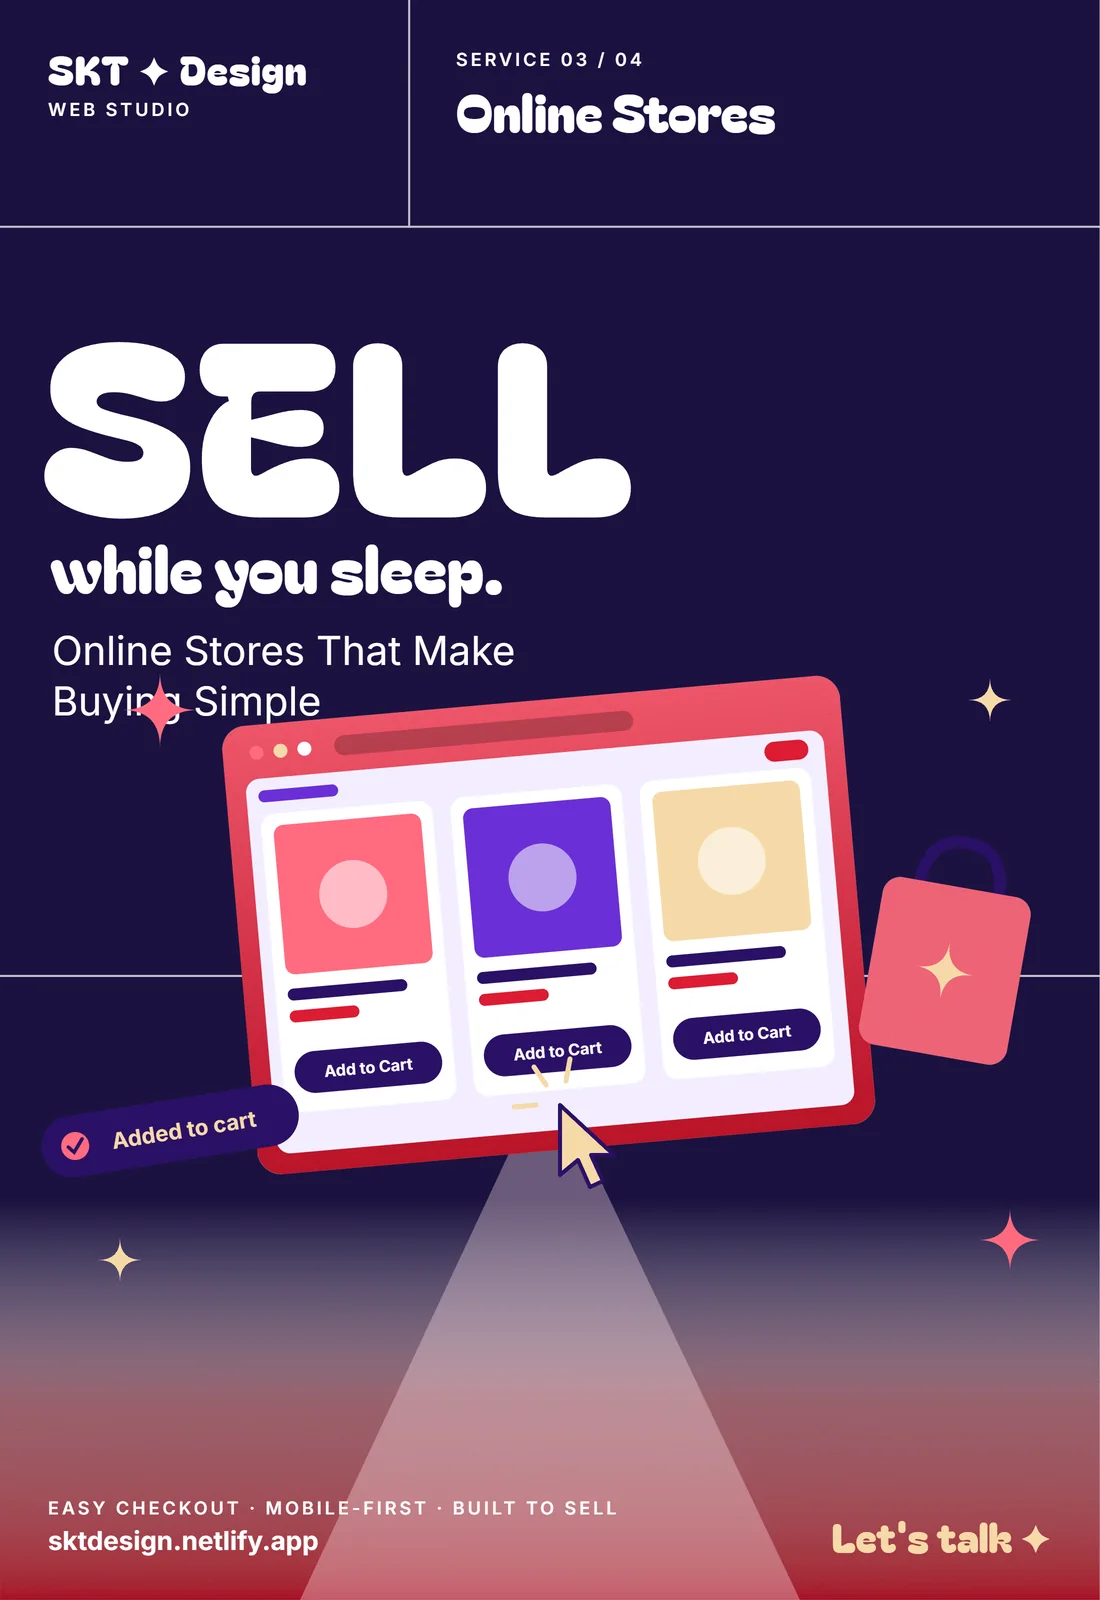 SKT ✦ Design
WEB STUDIO
SERVICE 03 / 04
Online Stores
SELL
while you sleep.
Online Stores That Make
Buying Simple
Add to Cart
Add to Cart
Add to Cart
Added to cart
EASY CHECKOUT · MOBILE-FIRST · BUILT TO SELL
sktdesign.netlify.app
Let's talk ✦